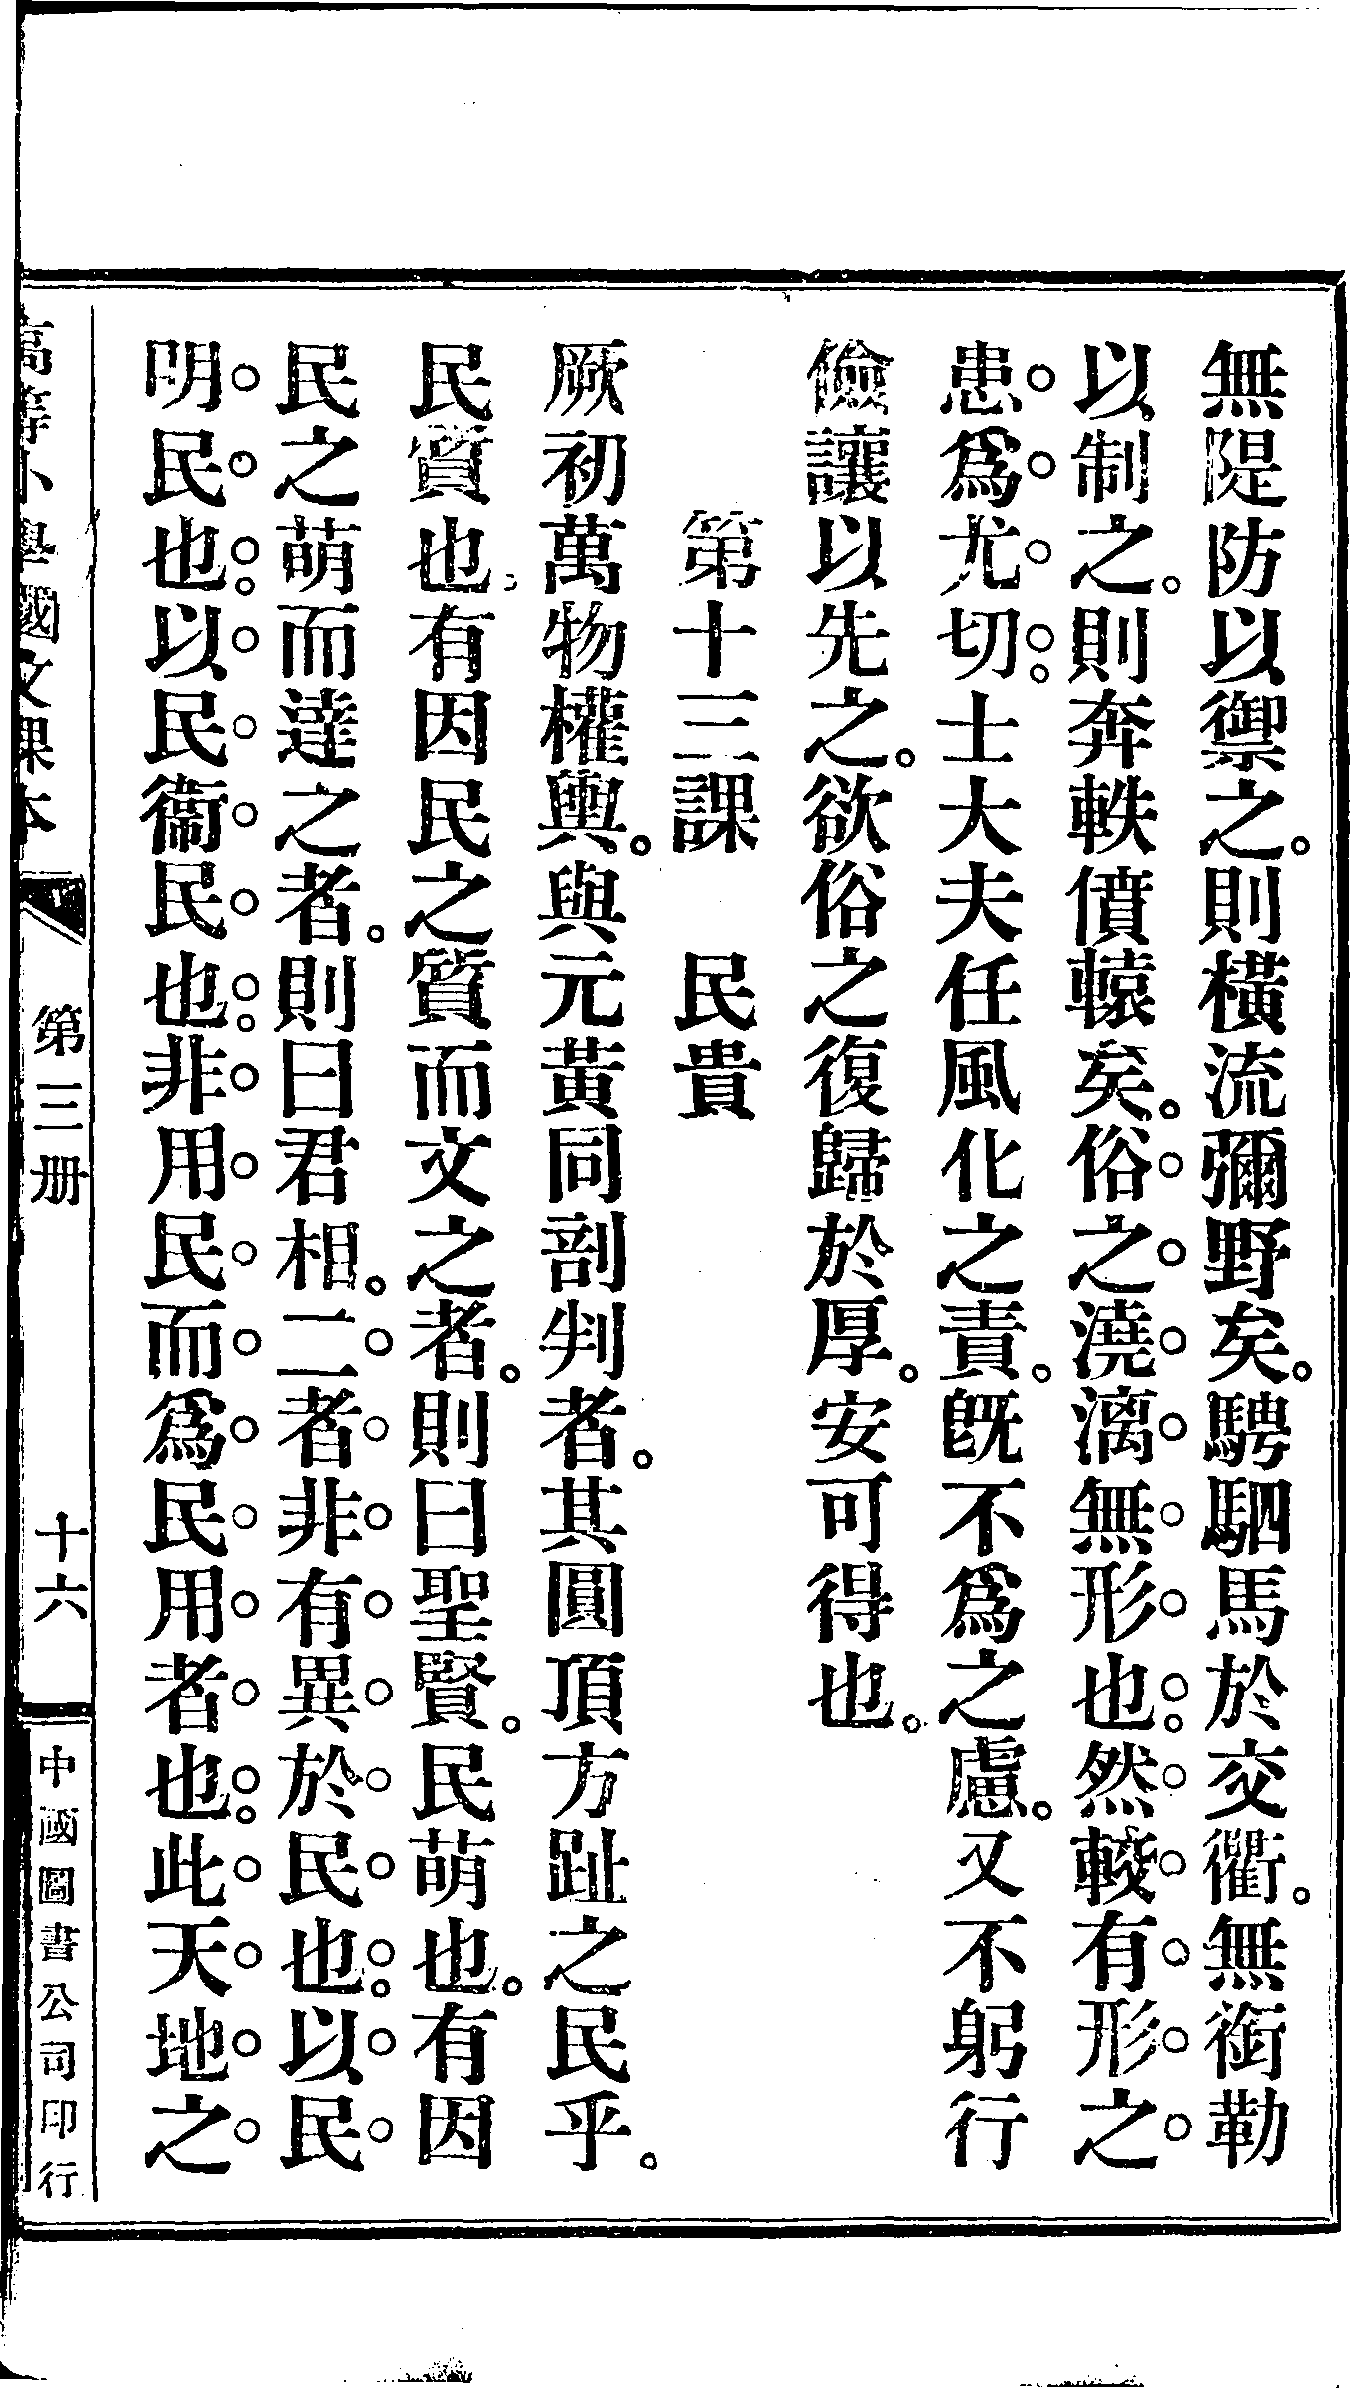 無隄防以禦之。則橫流彌野矣。騁駟馬於交衢。無銜勒
以制之。則奔軼僨轅矣。俗之澆漓無形也。然較有形之
患爲尤切。士大夫任風化之責。旣不爲之慮。又不躬行
儉讓以先之。欲俗之復歸於厚。安可得也。
第十三課　民貴
厥初萬物權輿。與元黃同剖判者。其圓頂方趾之民乎。
民質也。有因民之質而文之者。則曰聖賢。民萌也。有因
民之萌而達之者。則曰君相。二者非有異於民也。以民
明民也。以民衞民也。非用民而爲民用者也。此天地之
高等小學國文課本　第三册　十六　中國圖書公司印行